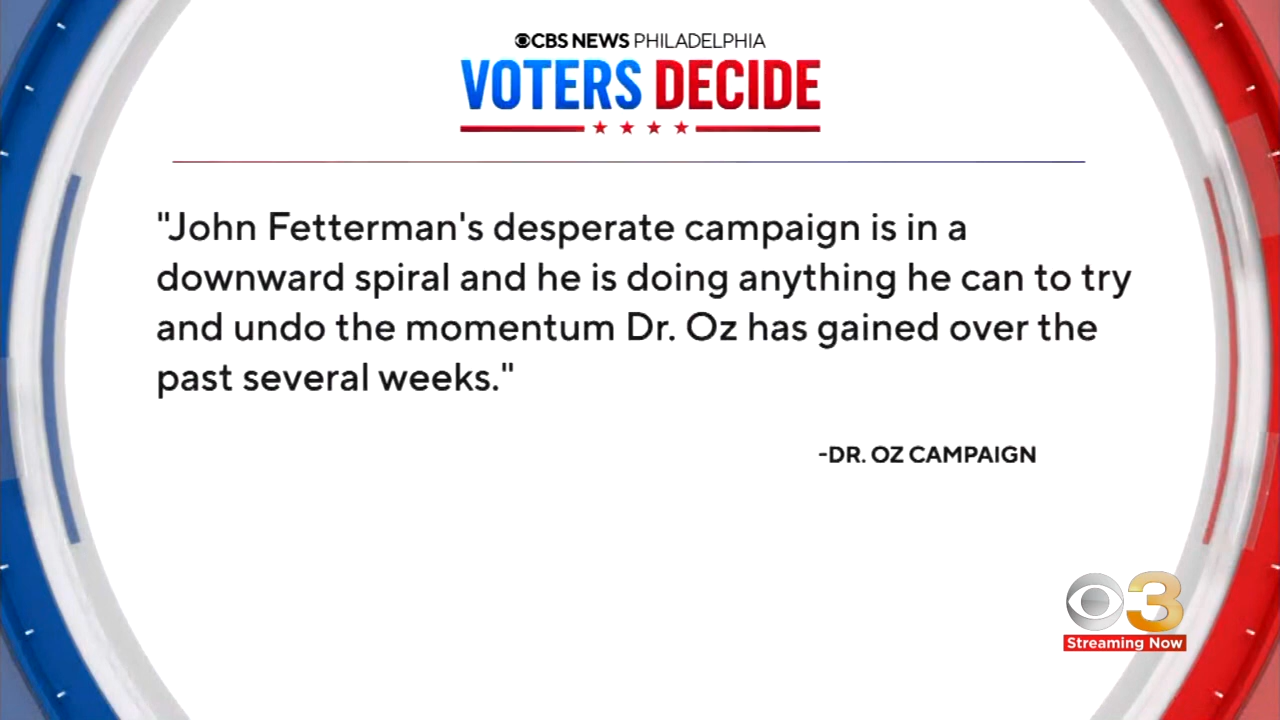 CBS NEWS PHILADELPHIA
VOTERS DECIDE
"John Fetterman's desperate campaign is in a
downward spiral and he is doing anything he can to try
and undo the momentum Dr. Oz has gained over the
past several weeks."
-DR. OZ CAMPAIGN
3
Streaming Now